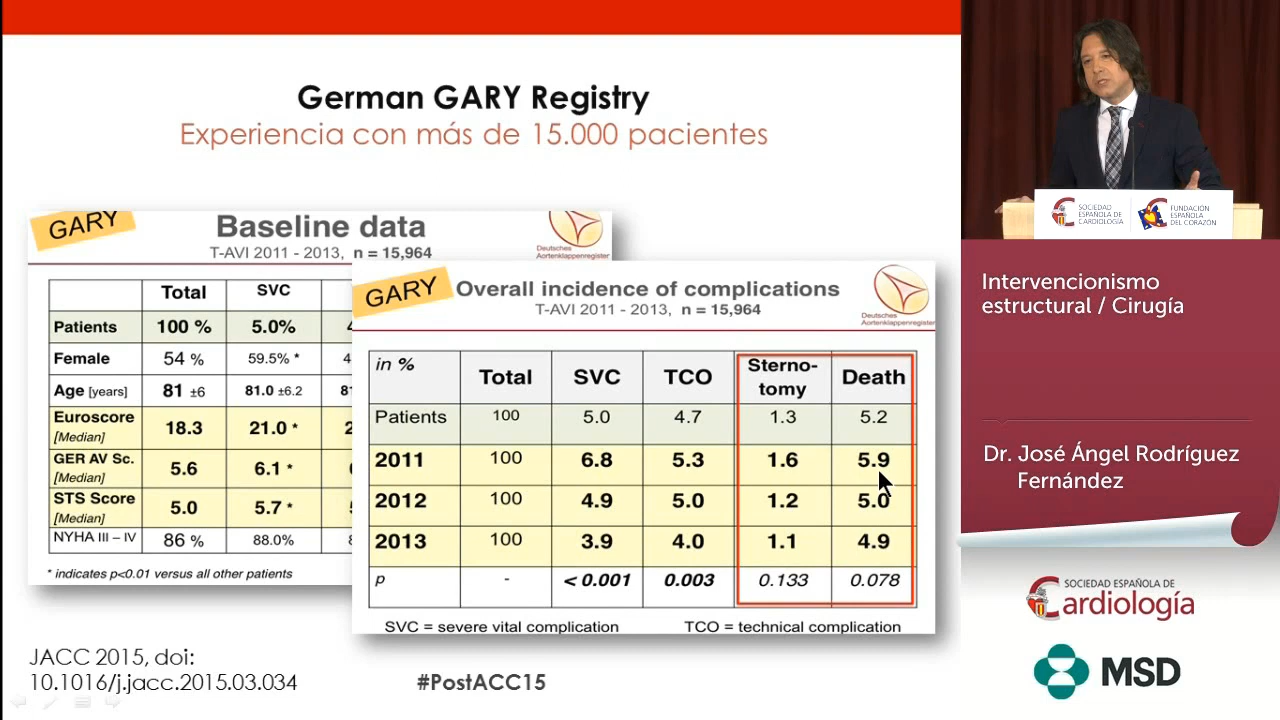 German GARY Registry
Experiencia con más de 15.000 pacientes
GARY
Baseline data
T-AVI 2011 - 2013, n = 15,964
Deutsches
Aortenklappenregister
Total SVC
Patients 100 % 5.0% 4
Female 54 % 59.5% * 4
Age [years] 81 ±6 81.0 ±6.2 81
Euroscore
[Median] 18.3 21.0 * 2
GER AV Sc.
[Median] 5.6 6.1 *
STS Score
[Median] 5.0 5.7 *
NYHA III – IV 86 % 88.0% 8
* indicates p<0.01 versus all other patients
GARY
Overall incidence of complications
T-AVI 2011 - 2013, n = 15,964
Deutsches
Aortenklappenregister
in % Total SVC TCO Sterno-
tomy Death
Patients 100 5.0 4.7 1.3 5.2
2011 100 6.8 5.3 1.6 5.9
2012 100 4.9 5.0 1.2 5.0
2013 100 3.9 4.0 1.1 4.9
p - < 0.001 0.003 0.133 0.078
SVC = severe vital complication TCO = technical complication
JACC 2015, doi:
10.1016/j.jacc.2015.03.034
#PostACC15
SOCIEDAD
ESPAÑOLA DE
CARDIOLOGÍA
FUNDACIÓN
ESPAÑOLA
DEL CORAZÓN
Intervencionismo
estructural / Cirugía
Dr. José Ángel Rodríguez
Fernández
SOCIEDAD ESPAÑOLA DE
Cardiología
MSD